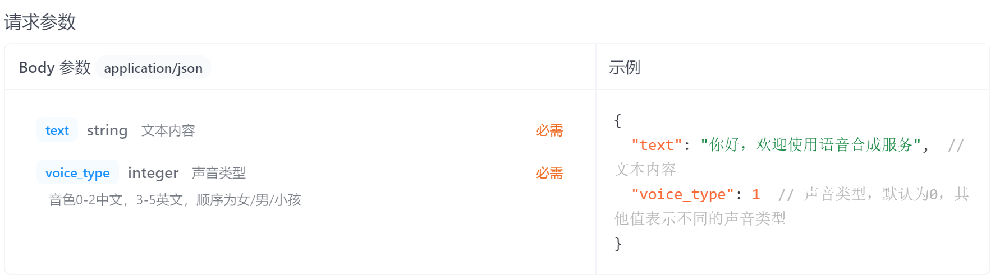 请求参数
Body 参数 application/json
示例
text string 文本内容 必需
voice_type integer 声音类型 必需
音色0-2中文，3-5英文，顺序为女/男/小孩
{
"text": "你好，欢迎使用语音合成服务", //
文本内容
"voice_type": 1 // 声音类型，默认为0，其
他值表示不同的声音类型
}